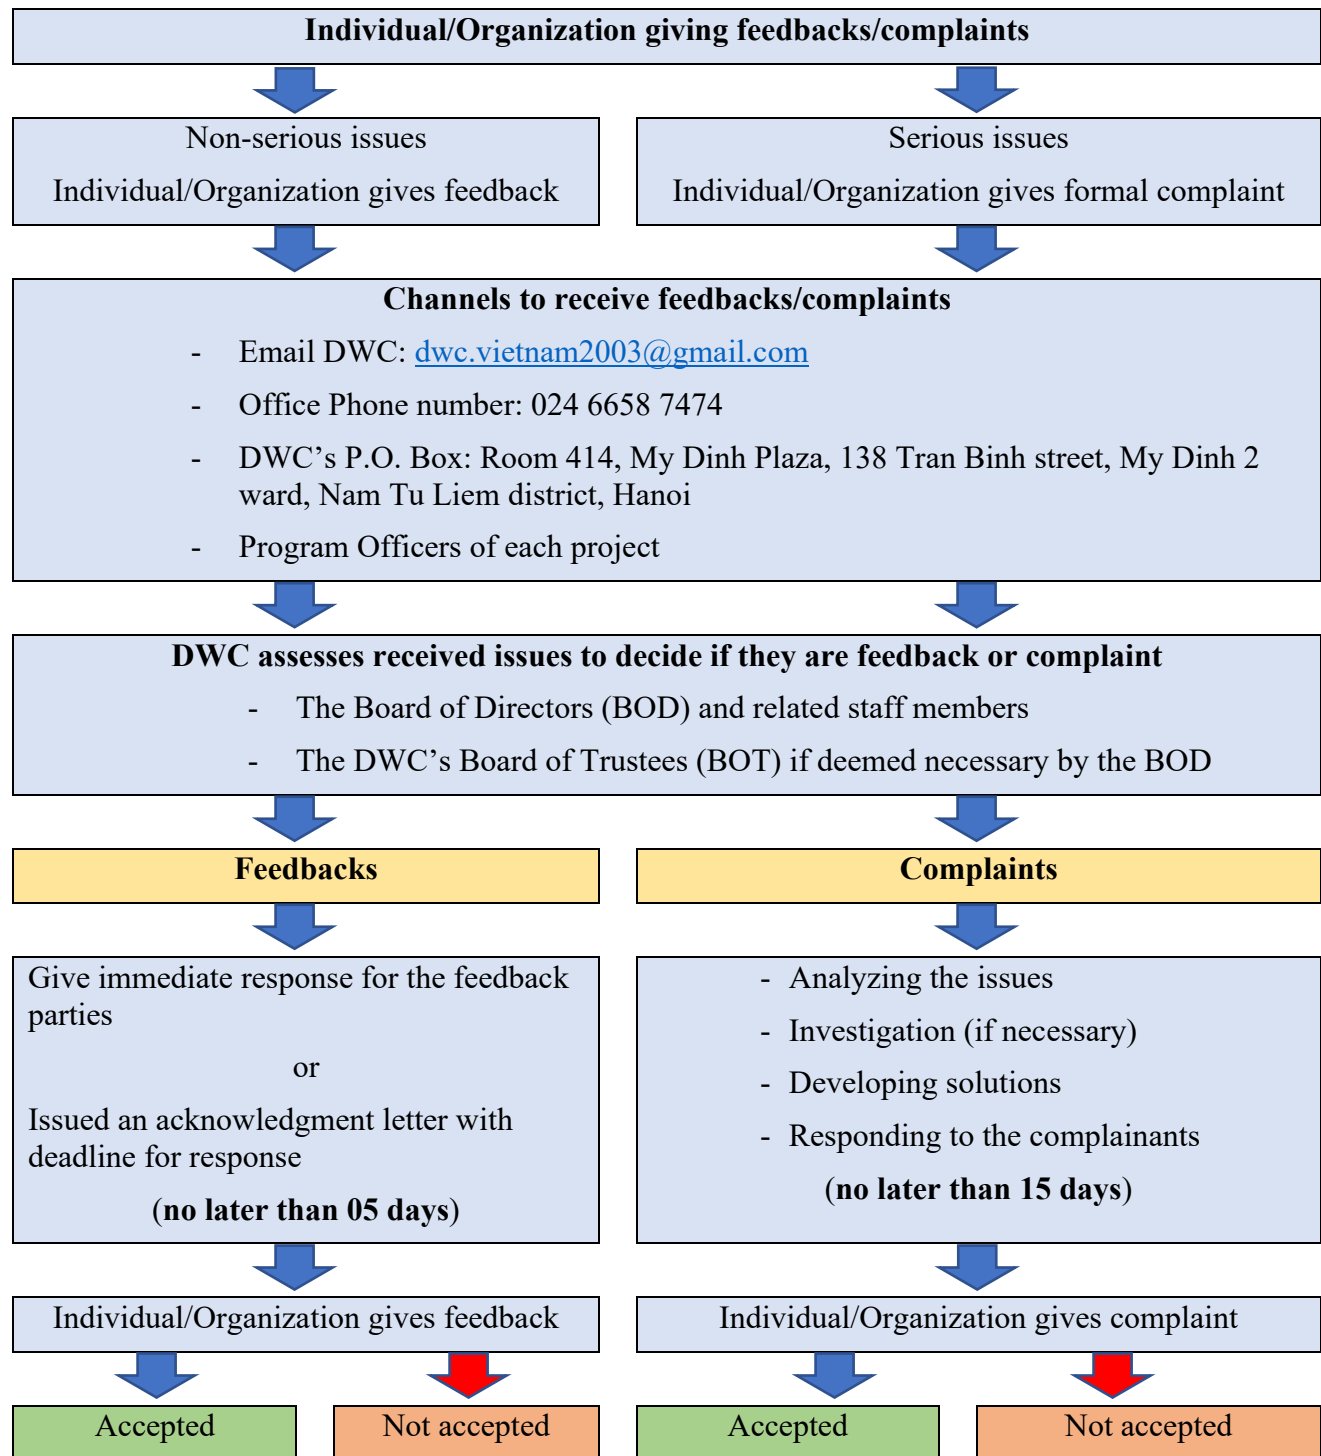 Individual/Organization giving feedbacks/complaints
Non-serious issues
Individual/Organization gives feedback
Serious issues
Individual/Organization gives formal complaint
Channels to receive feedbacks/complaints
- Email DWC: dwc.vietnam2003@gmail.com
- Office Phone number: 024 6658 7474
- DWC’s P.O. Box: Room 414, My Dinh Plaza, 138 Tran Binh street, My Dinh 2
ward, Nam Tu Liem district, Hanoi
- Program Officers of each project
DWC assesses received issues to decide if they are feedback or complaint
- The Board of Directors (BOD) and related staff members
- The DWC’s Board of Trustees (BOT) if deemed necessary by the BOD
Feedbacks
Complaints
Give immediate response for the feedback
parties
or
Issued an acknowledgment letter with
deadline for response
(no later than 05 days)
- Analyzing the issues
- Investigation (if necessary)
- Developing solutions
- Responding to the complainants
(no later than 15 days)
Individual/Organization gives feedback
Individual/Organization gives complaint
Accepted
Not accepted
Accepted
Not accepted